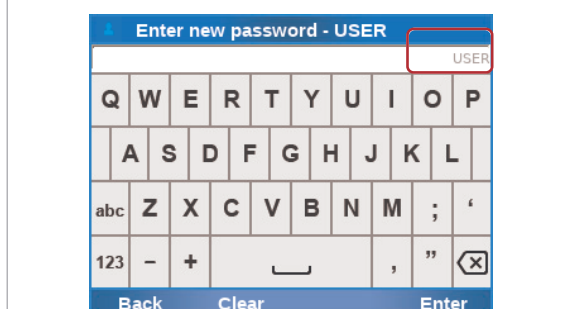 Enter new password - USER
USER
Q W E R T Y U I O P
A S D F G H J K L
abc Z X C V B N M ; ‘
123 - + , ”
Back Clear Enter